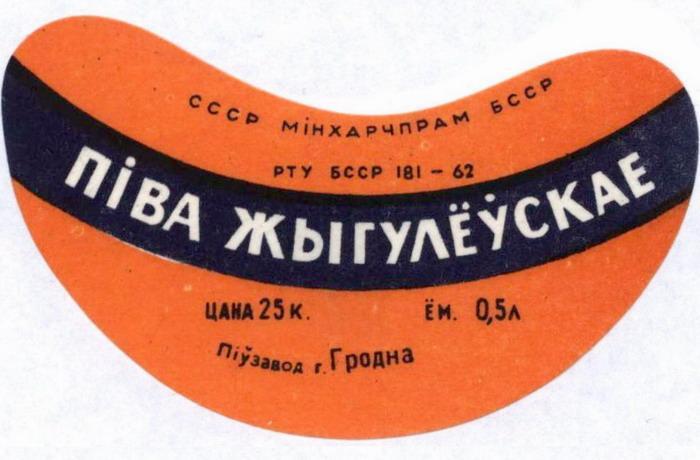 СССР МІНХАРЧПРАМ БССР
РТУ БССР 181 – 62
ПІВА ЖЫГУЛЁЎСКАЕ
ЦАНА 25 К. ЁМ. 0,5Л
Піўзавод г. Гродна